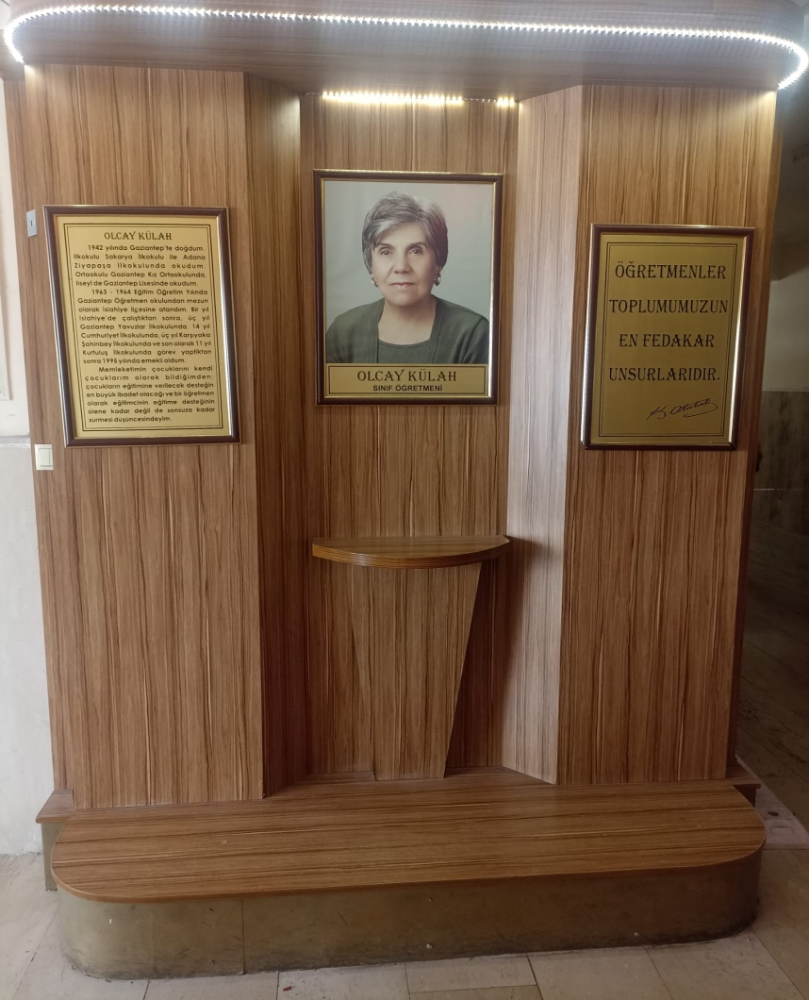 OLCAY KÜLAH
1942 yılında Gaziantep'te doğdum.
İlkokulu Sakarya İlkokulu ile Adana
Ziyapaşa İlkokulunda okudum.
Ortaokulu Gaziantep Kız Ortaokulunda,
liseyi de Gaziantep Lisesinde okudum.
1963 - 1964 Eğitim Öğretim Yılında
Gaziantep Öğretmen okulundan mezun
olarak İslahiye ilçesine atandım. Bir yıl
İslahiye'de çalıştıktan sonra, üç yıl
Gaziantep Yavuzlar İlkokulunda, 14 yıl
Cumhuriyet İlkokulunda, üç yıl Karşıyaka
Şehinbey İlkokulunda ve son olarak 11 yıl
Kurtuluş İlkokulunda görev yaptıktan
sonra 1995 yılında emekli oldum.
Memleketimin çocuklarını kendi
çocuklarım olarak bildiğimden;
çocukların eğitimine verilecek desteğin
en büyük ibadet olacağı ve bir öğretmen
olarak eğitimcinin eğitime desteğinin
ölene kadar değil de sonsuza kadar
sürmesi düşüncesindeyim.
OLCAY KÜLAH
SINIF ÖĞRETMENİ
ÖĞRETMENLER
TOPLUMUMUZUN
EN FEDAKAR
UNSURLARIDIR.
K. Atatürk